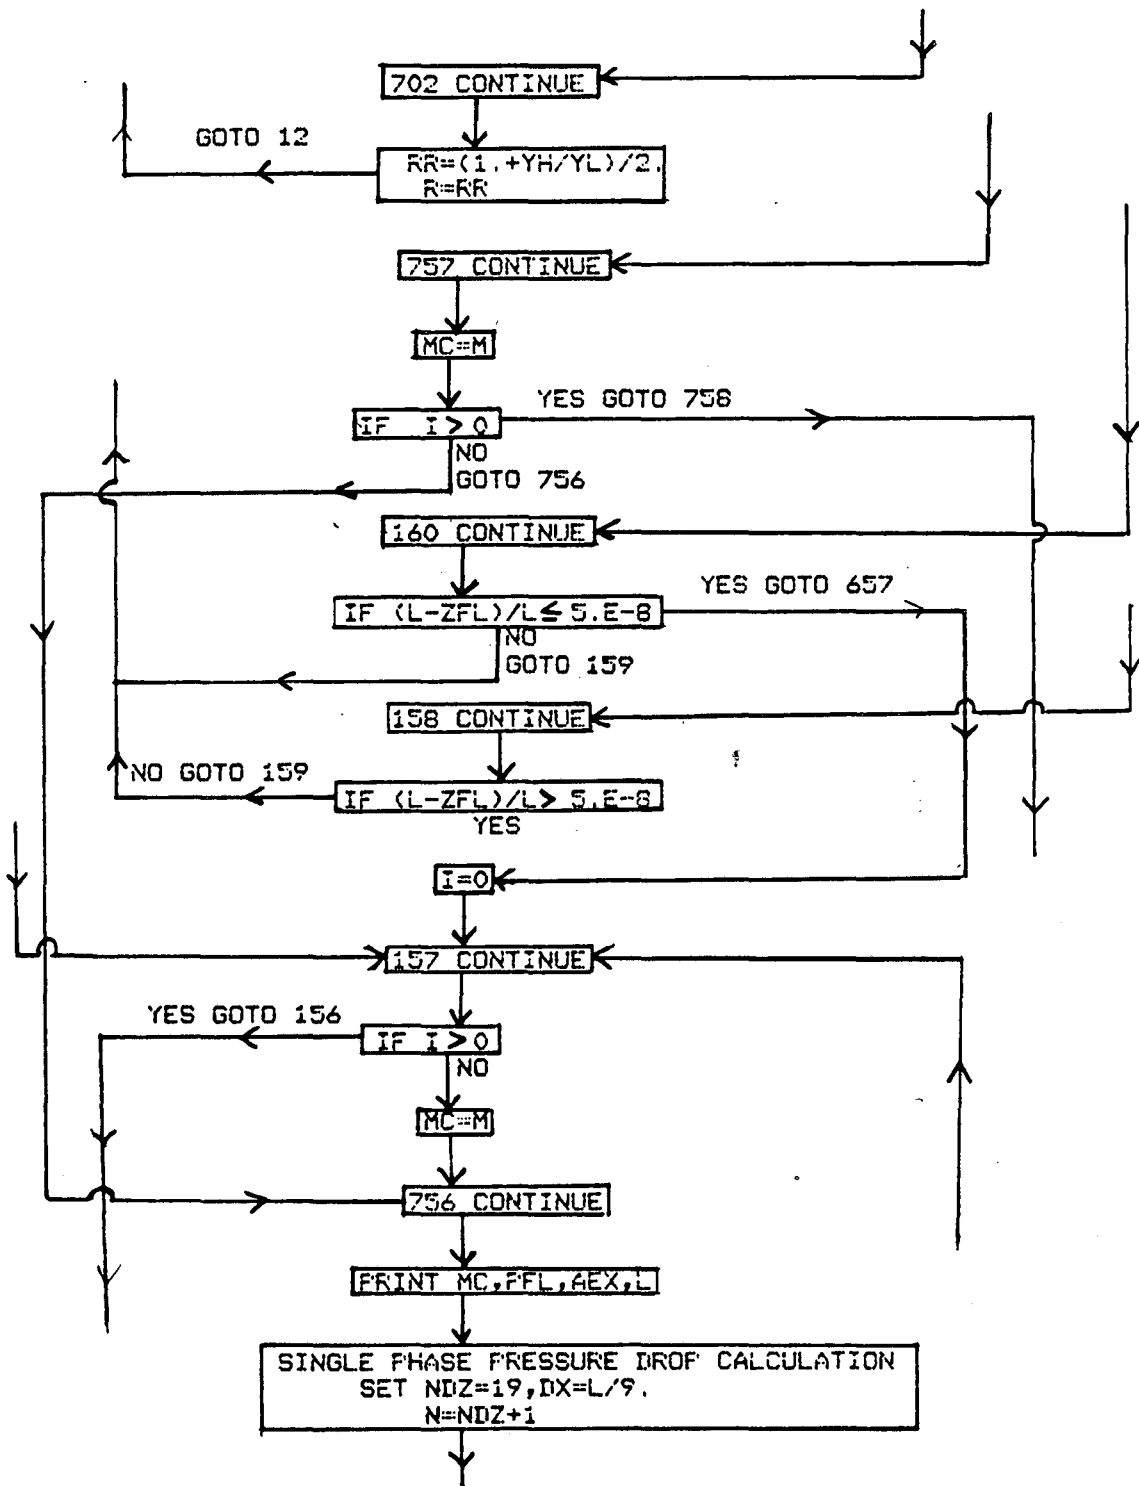 702 CONTINUE
GOTO 12
RR=(1.+YH/YL)/2.
R=RR
757 CONTINUE
MC=M
YES GOTO 758
IF I > 0
NO
GOTO 756
160 CONTINUE
YES GOTO 657
IF (L-ZFL)/L ≤ 5.E-8
NO
GOTO 159
158 CONTINUE
NO GOTO 159
IF (L-ZFL)/L > 5.E-8
YES
I=0
157 CONTINUE
YES GOTO 156
IF I > 0
NO
MC=M
756 CONTINUE
PRINT MC,PFL,AEX,L
SINGLE PHASE PRESSURE DROP CALCULATION
SET NDZ=19,DX=L/9.
N=NDZ+1